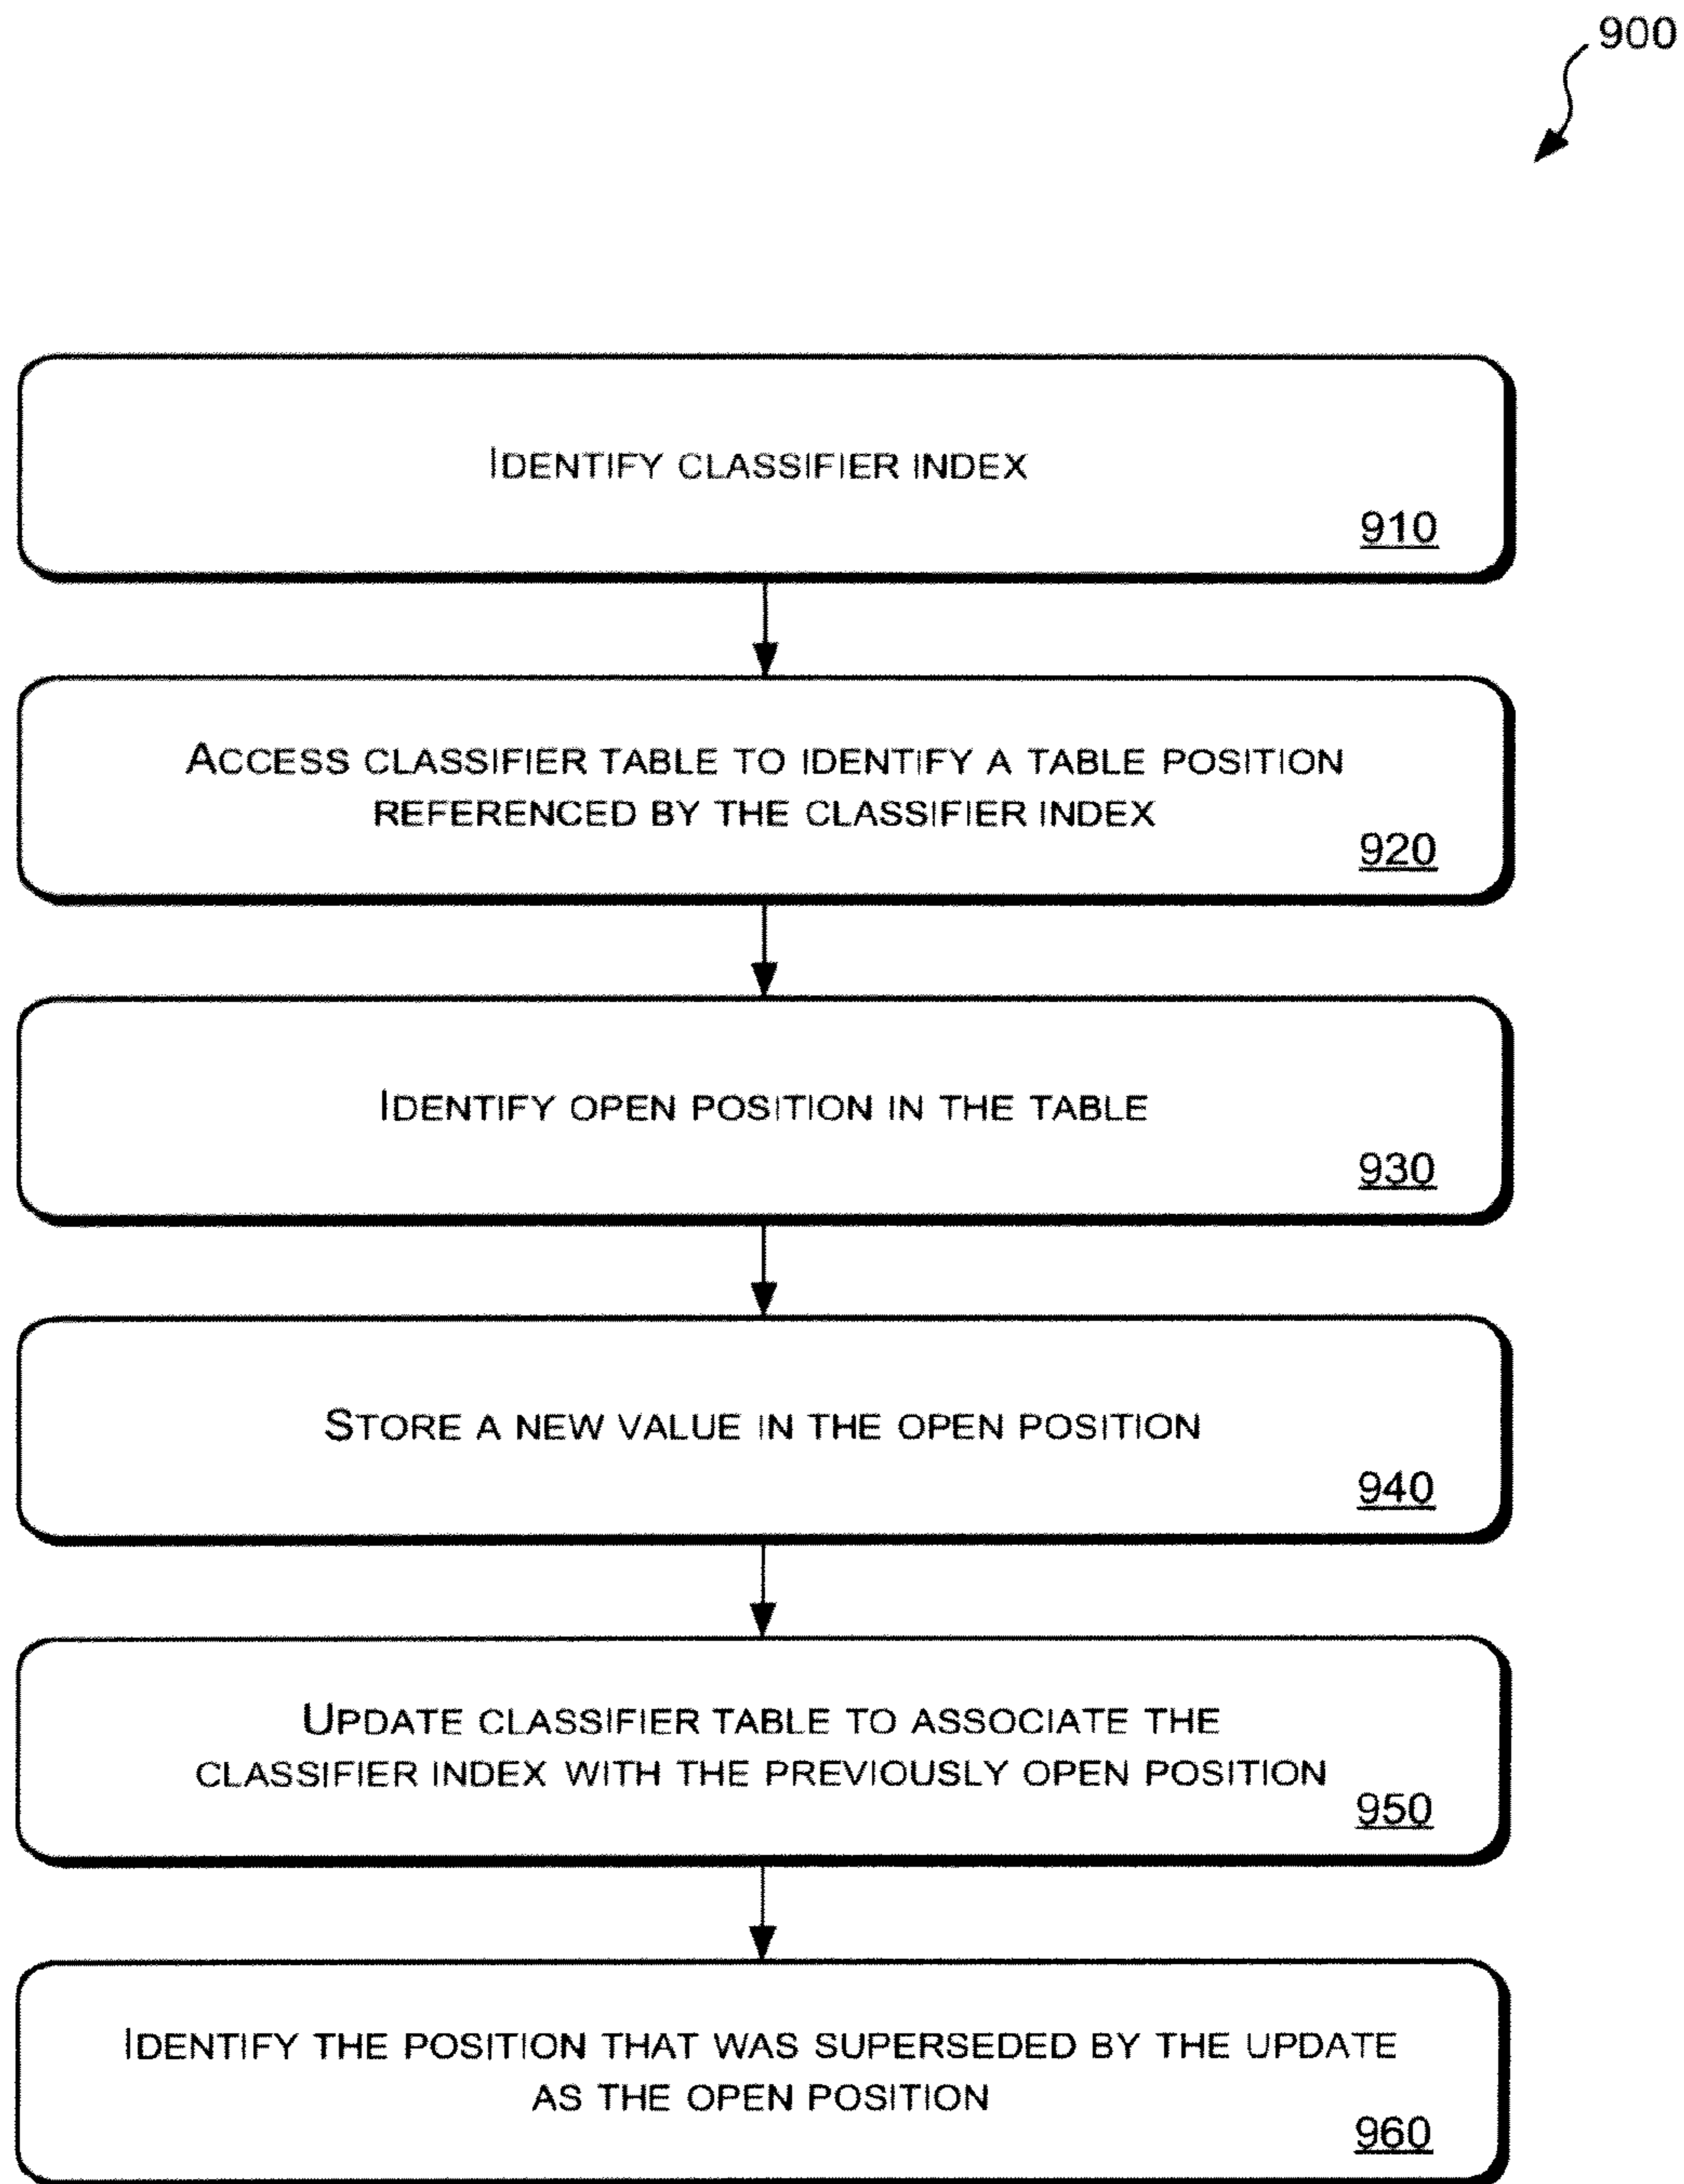 900
IDENTIFY CLASSIFIER INDEX
910
ACCESS CLASSIFIER TABLE TO IDENTIFY A TABLE POSITION
REFERENCED BY THE CLASSIFIER INDEX
920
IDENTIFY OPEN POSITION IN THE TABLE
930
STORE A NEW VALUE IN THE OPEN POSITION
940
UPDATE CLASSIFIER TABLE TO ASSOCIATE THE
CLASSIFIER INDEX WITH THE PREVIOUSLY OPEN POSITION
950
IDENTIFY THE POSITION THAT WAS SUPERSEDED BY THE UPDATE
AS THE OPEN POSITION
960